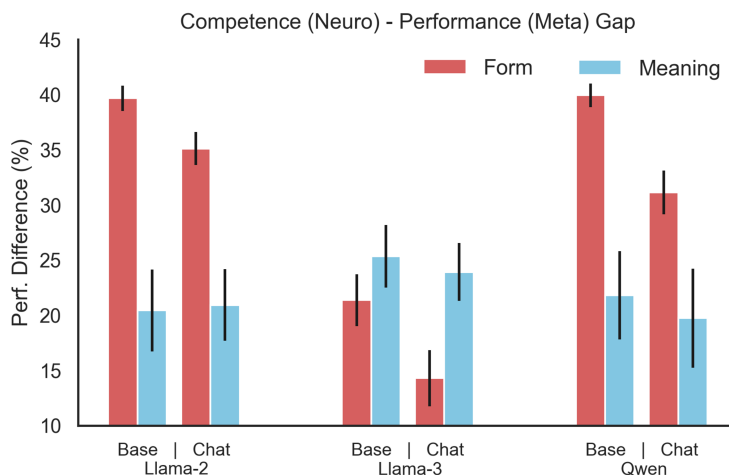 Competence (Neuro) - Performance (Meta) Gap
Form
Meaning
Perf. Difference (%)
45
40
35
30
25
20
15
10
Base | Chat
Llama-2
Base | Chat
Llama-3
Base | Chat
Qwen